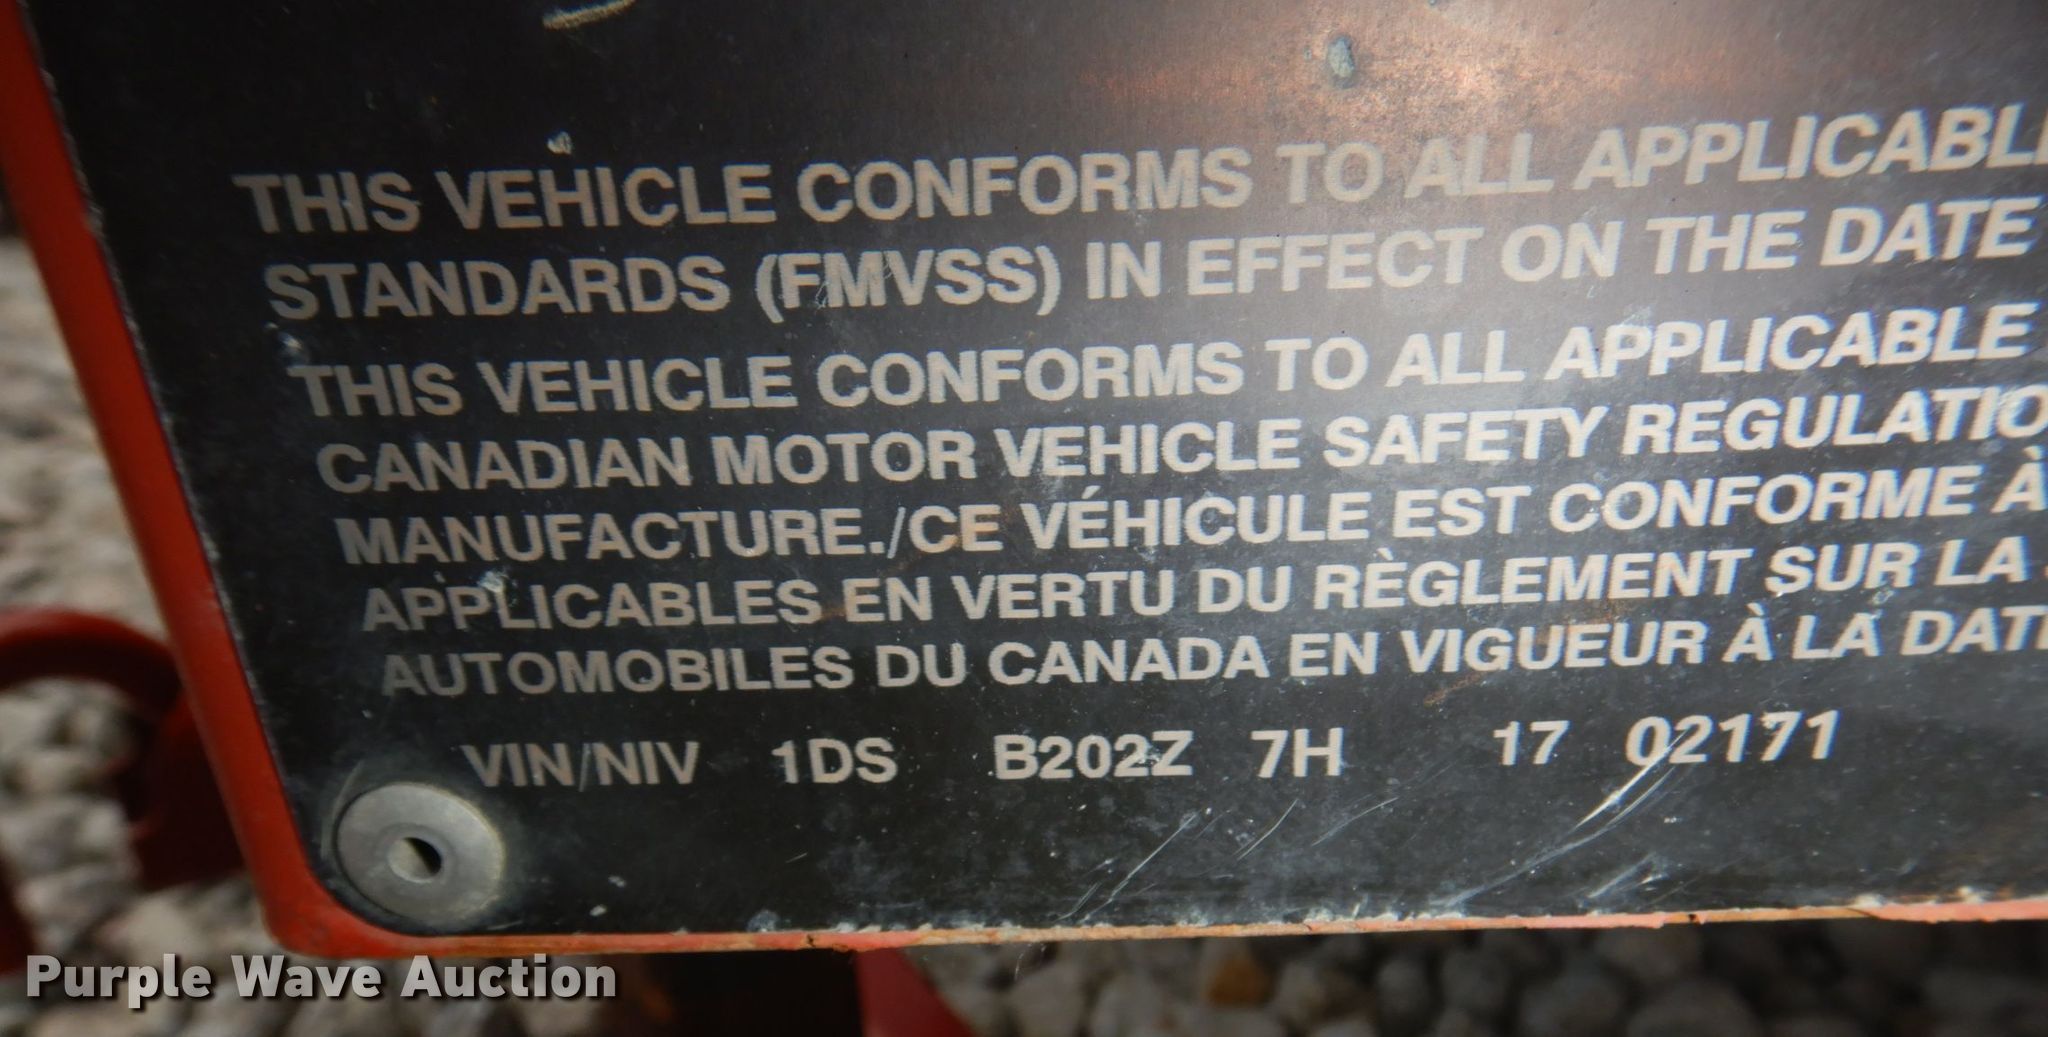 THIS VEHICLE CONFORMS TO ALL APPLICABL
STANDARDS (FMVSS) IN EFFECT ON THE DATE
THIS VEHICLE CONFORMS TO ALL APPLICABLE
CANADIAN MOTOR VEHICLE SAFETY REGULATIO
MANUFACTURE./CE VÉHICULE EST CONFORME À
APPLICABLES EN VERTU DU RÈGLEMENT SUR LA
AUTOMOBILES DU CANADA EN VIGUEUR À LA DAT
VIN/NIV 1DS B202Z 7H 17 02171
Purple Wave Auction